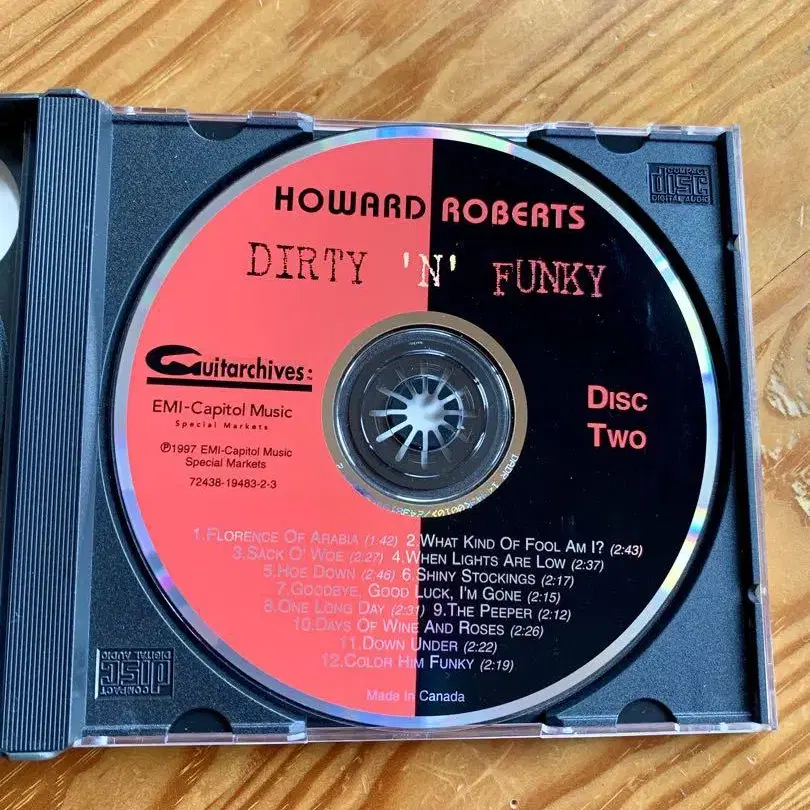 COMPACT
disc
DIGITAL AUDIO
HOWARD ROBERTS
DIRTY 'N' FUNKY
Guitarchives:
EMI-Capitol Music
Special Markets
℗1997 EMI-Capitol Music
Special Markets
72438-19483-2-3
DISC
TWO
1.FLORENCE OF ARABIA (1:42) 2.WHAT KIND OF FOOL AM I? (2:43)
3.SACK O' WOE (2:27) 4.WHEN LIGHTS ARE LOW (2:37)
5.HOE DOWN (2:46) 6.SHINY STOCKINGS (2:17)
7.GOODBYE, GOOD LUCK, I'M GONE (2:15)
8.ONE LONG DAY (2:31) 9.THE PEEPER (2:12)
10.DAYS OF WINE AND ROSES (2:26)
11.DOWN UNDER (2:22)
12.COLOR HIM FUNKY (2:19)
Made In Canada
COMPACT
disc
DIGITAL AUDIO